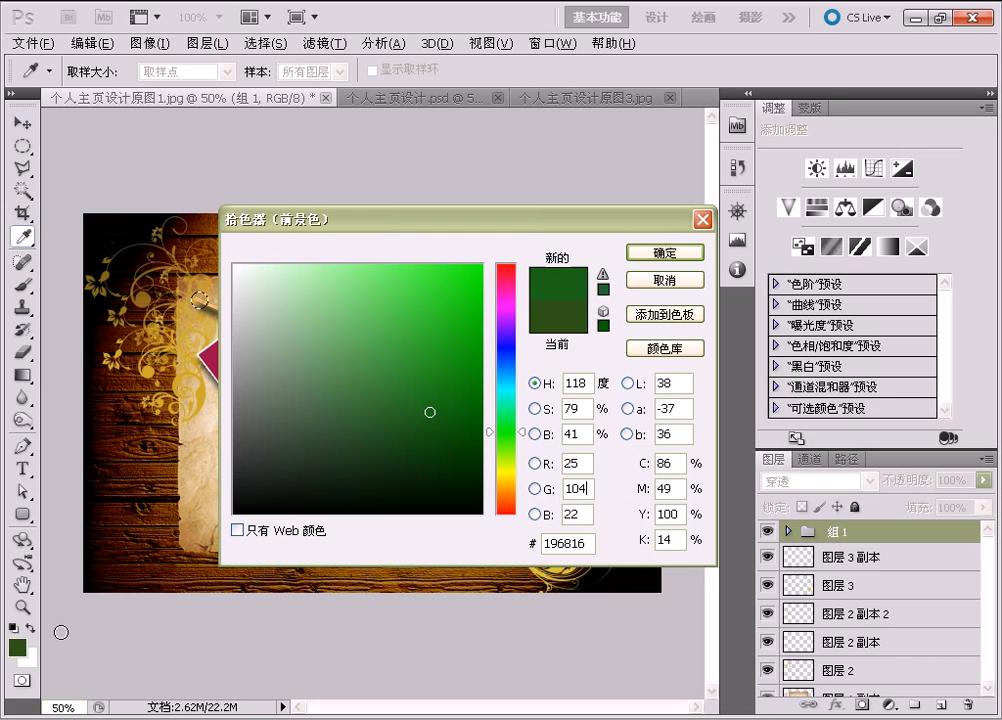 Ps Br Mb 100% 基本功能 设计 绘画 摄影 CS Live
文件(F) 编辑(E) 图像(I) 图层(L) 选择(S) 滤镜(T) 分析(A) 3D(D) 视图(V) 窗口(W) 帮助(H)
取样大小: 取样点 样本: 所有图层 显示取样环
个人主页设计原图1.jpg @ 50% (组 1, RGB/8) * 个人主页设计.psd @ 5... 个人主页设计原图3.jpg
Mb
调整 蒙版
添加调整
“色阶”预设
“曲线”预设
“曝光度”预设
“色相/饱和度”预设
“黑白”预设
“通道混和器”预设
“可选颜色”预设
拾色器（前景色）
新的
当前
确定
取消
添加到色板
颜色库
H: 118 度 L: 38
S: 79 % a: -37
B: 41 % b: 36
R: 25 C: 86 %
G: 104 M: 49 %
B: 22 Y: 100 %
# 196816 K: 14 %
只有 Web 颜色
图层 通道 路径
穿透 不透明度: 100%
锁定: 填充: 100%
组 1
图层 3 副本
图层 3
图层 2 副本 2
图层 2 副本
图层 2
图层 1 副本
T
50% 文档:2.62M/22.2M
fx